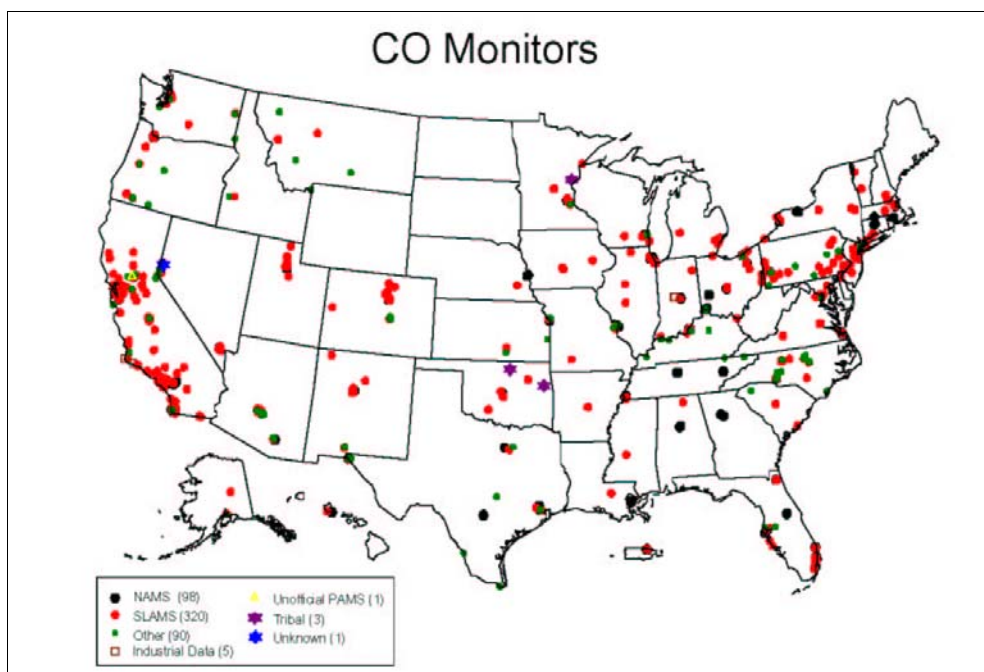 CO Monitors
NAMS (98)
SLAMS (320)
Other (90)
Industrial Data (5)
Unofficial PAMS (1)
Tribal (3)
Unknown (1)